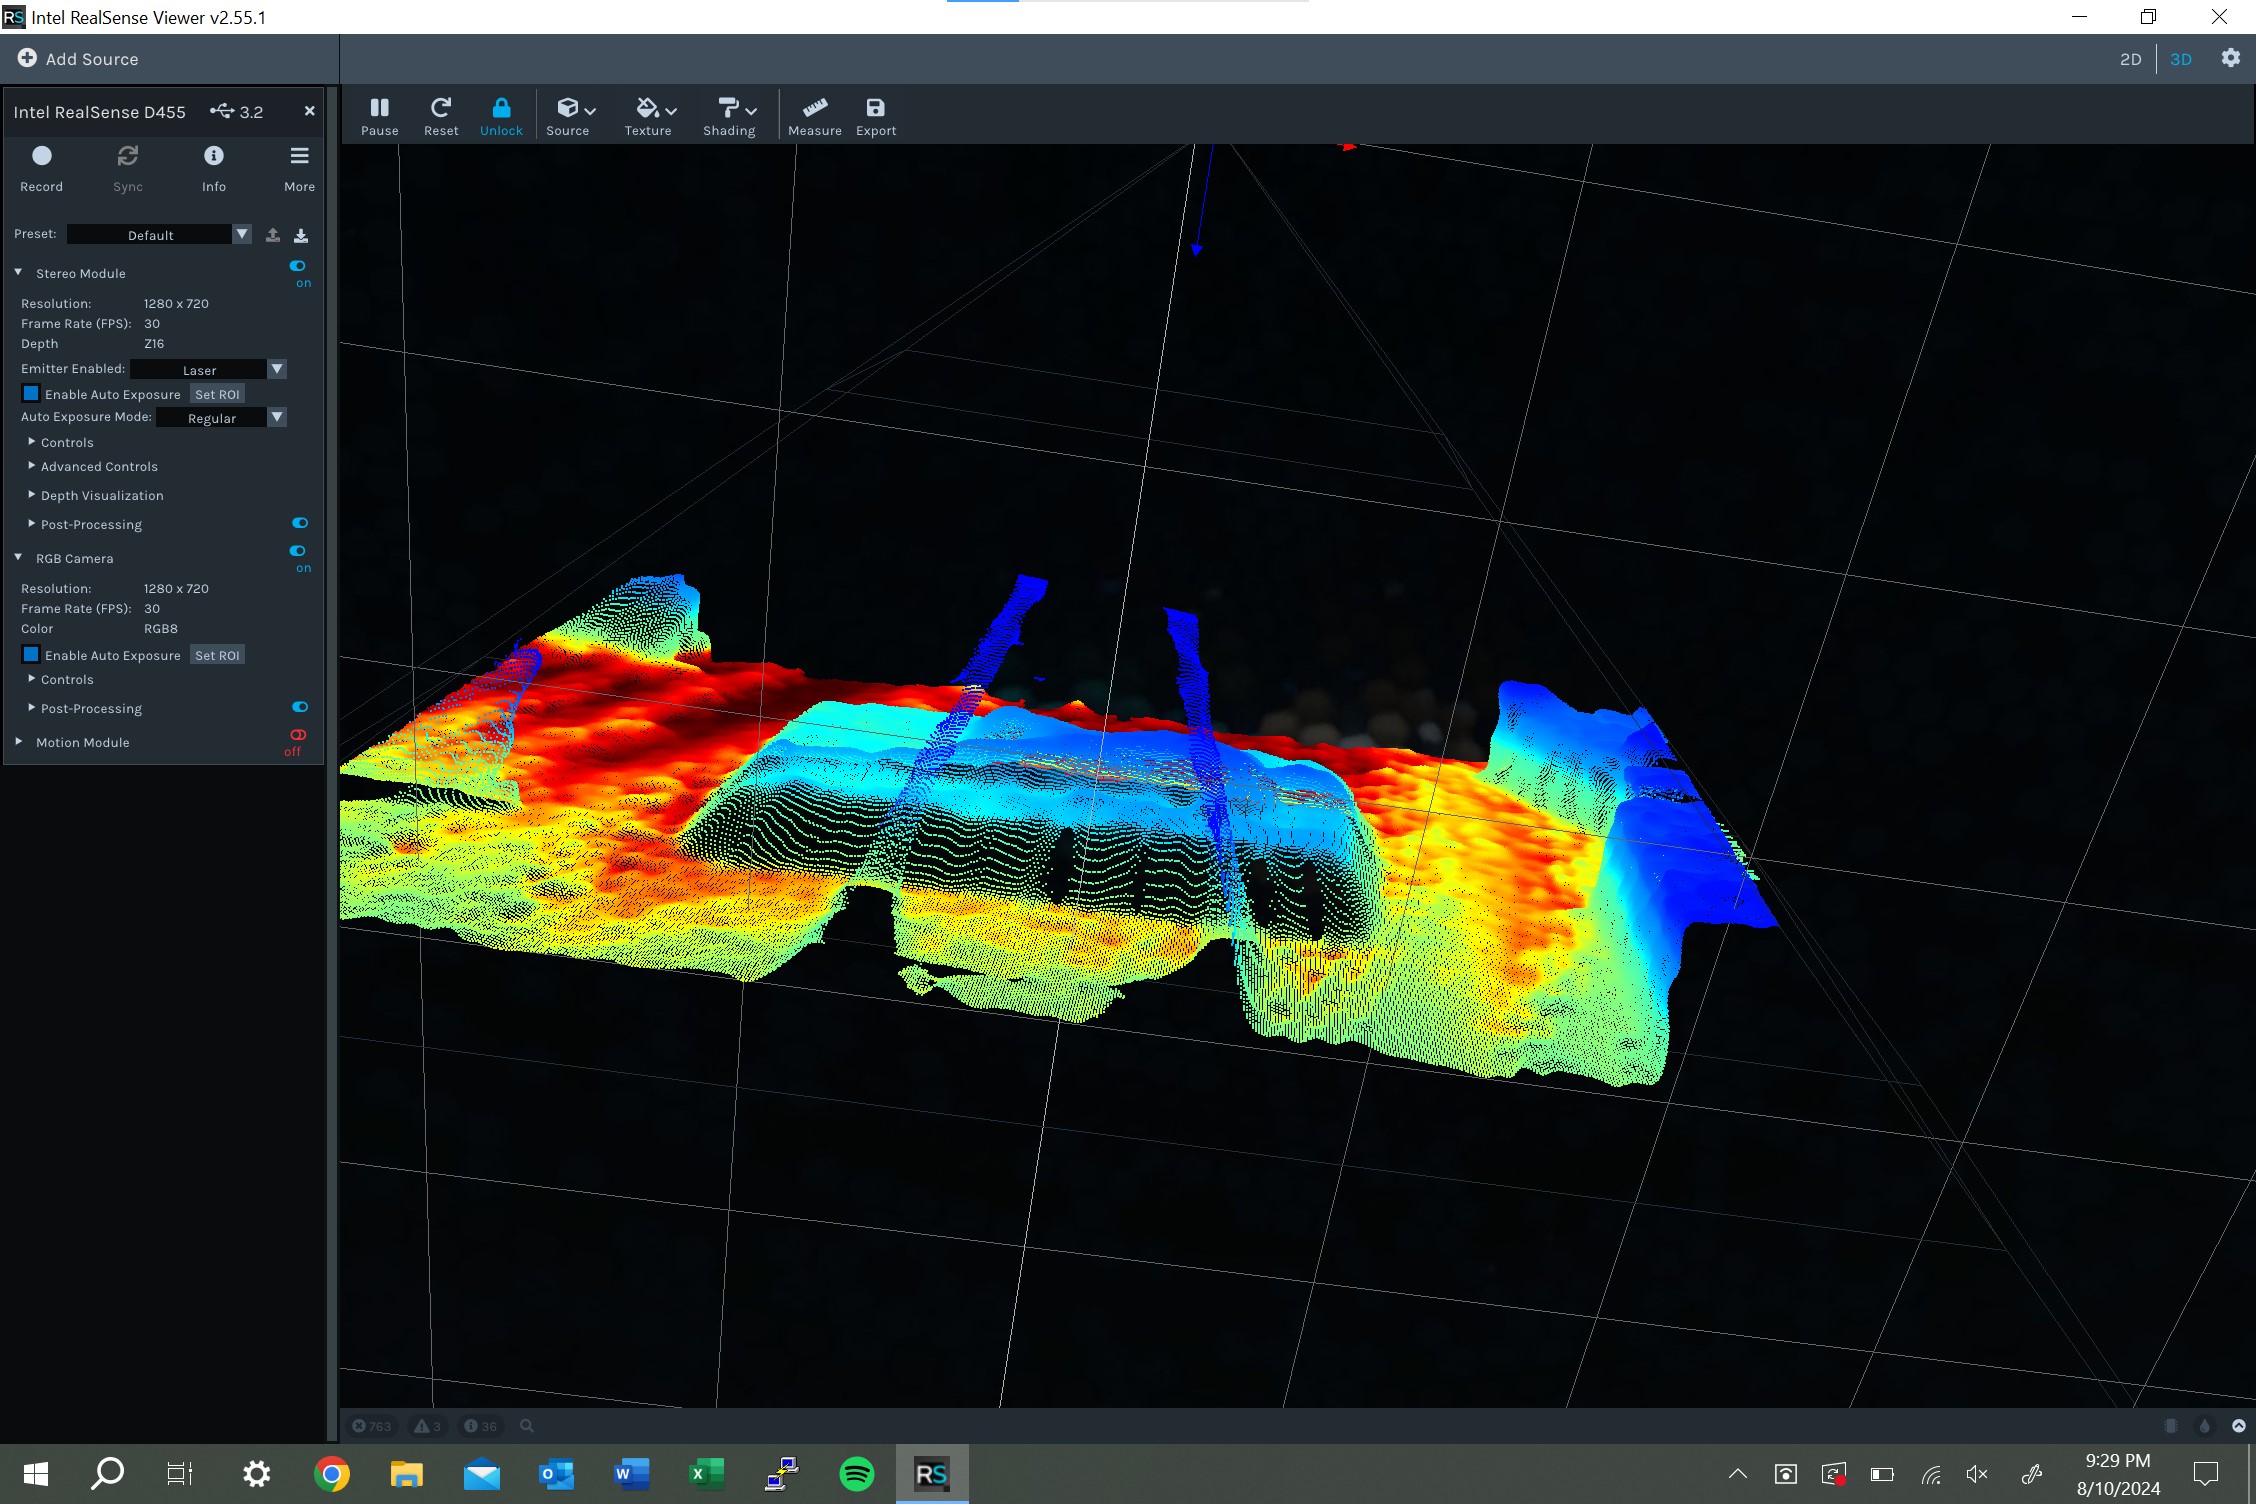 RS Intel RealSense Viewer v2.55.1
Add Source
2D 3D
Intel RealSense D455 3.2
Pause Reset Unlock Source Texture Shading Measure Export
Record Sync Info More
Preset: Default
Stereo Module on
Resolution: 1280 x 720
Frame Rate (FPS): 30
Depth Z16
Emitter Enabled: Laser
Enable Auto Exposure Set ROI
Auto Exposure Mode: Regular
Controls
Advanced Controls
Depth Visualization
Post-Processing
RGB Camera on
Resolution: 1280 x 720
Frame Rate (FPS): 30
Color RGB8
Enable Auto Exposure Set ROI
Controls
Post-Processing
Motion Module off
763 3 36
O W X RS
9:29 PM
8/10/2024